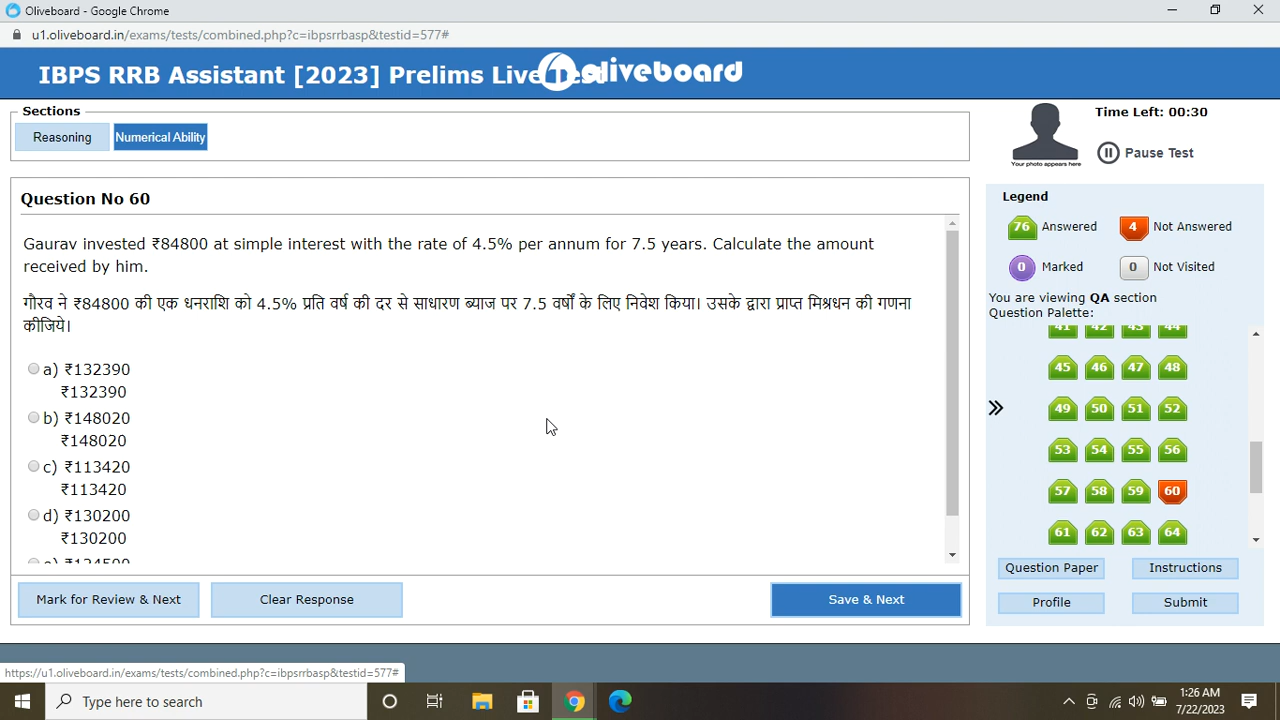 Oliveboard - Google Chrome
u1.oliveboard.in/exams/tests/combined.php?c=ibpsrrbasp&testid=577#
IBPS RRB Assistant [2023] Prelims Live
oliveboard
Sections
Reasoning
Numerical Ability
Your photo appears here
Time Left: 00:30
Pause Test
Question No 60
Gaurav invested ₹84800 at simple interest with the rate of 4.5% per annum for 7.5 years. Calculate the amount
received by him.
गौरव ने ₹84800 की एक धनराशि को 4.5% प्रति वर्ष की दर से साधारण ब्याज पर 7.5 वर्षों के लिए निवेश किया। उसके द्वारा प्राप्त मिश्रधन की गणना
कीजिये।
a) ₹132390
₹132390
b) ₹148020
₹148020
c) ₹113420
₹113420
d) ₹130200
₹130200
Legend
76 Answered
4 Not Answered
0 Marked
0 Not Visited
You are viewing QA section
Question Palette:
41 42 43 44
45 46 47 48
49 50 51 52
53 54 55 56
57 58 59 60
61 62 63 64
Question Paper
Instructions
Profile
Submit
Mark for Review & Next
Clear Response
Save & Next
https://u1.oliveboard.in/exams/tests/combined.php?c=ibpsrrbasp&testid=577#
Type here to search
1:26 AM
7/22/2023